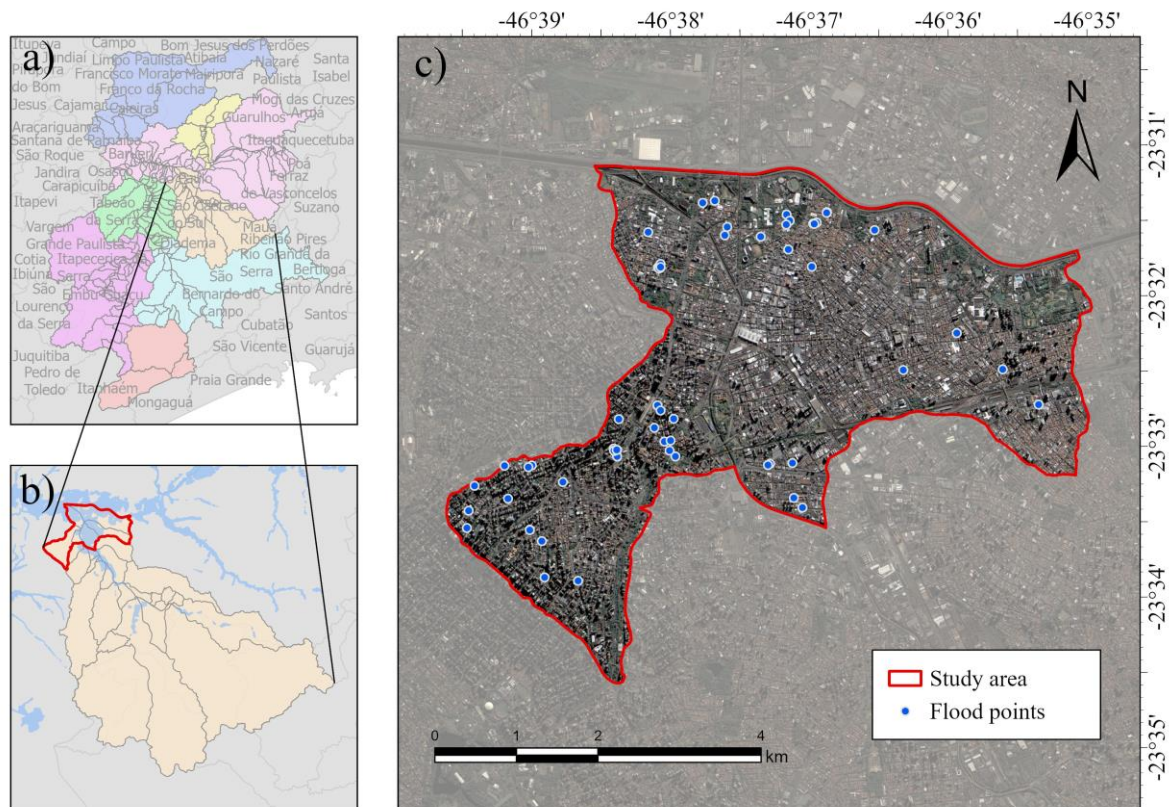 a)
Itupeva Campo Bom Jesus dos Perdões
Jundiaí Limpo Paulista Atibaia Nazaré Santa
Francisco Morato Mairiporã Paulista Isabel
do Bom Franco da Rocha
Jesus Cajamar Caieiras Mogi das Cruzes
Guarulhos Arujá
Araçariguama
Santana de Parnaíba Itaquaquecetuba
São Roque Barueri Poá
Jandira Osasco Ferraz
Carapicuíba de Vasconcelos
Itapevi Taboão São Caetano Suzano
Vargem da Serra do Sul Mauá
Grande Paulista Diadema Ribeirão Pires
Cotia Itapecerica da Rio Grande da
Ibiúna Serra São Serra Bertioga
São Embu-Guaçu Bernardo do Santo André
Lourenço Campo Santos
da Serra Cubatão
São Vicente Guarujá
Juquitiba
Pedro de Praia Grande
Toledo Itanhaém
Mongaguá
b)
c)
-46°39' -46°38' -46°37' -46°36' -46°35'
N
-23°31'
-23°32'
-23°33'
-23°34'
-23°35'
Study area
Flood points
0 1 2 4
km